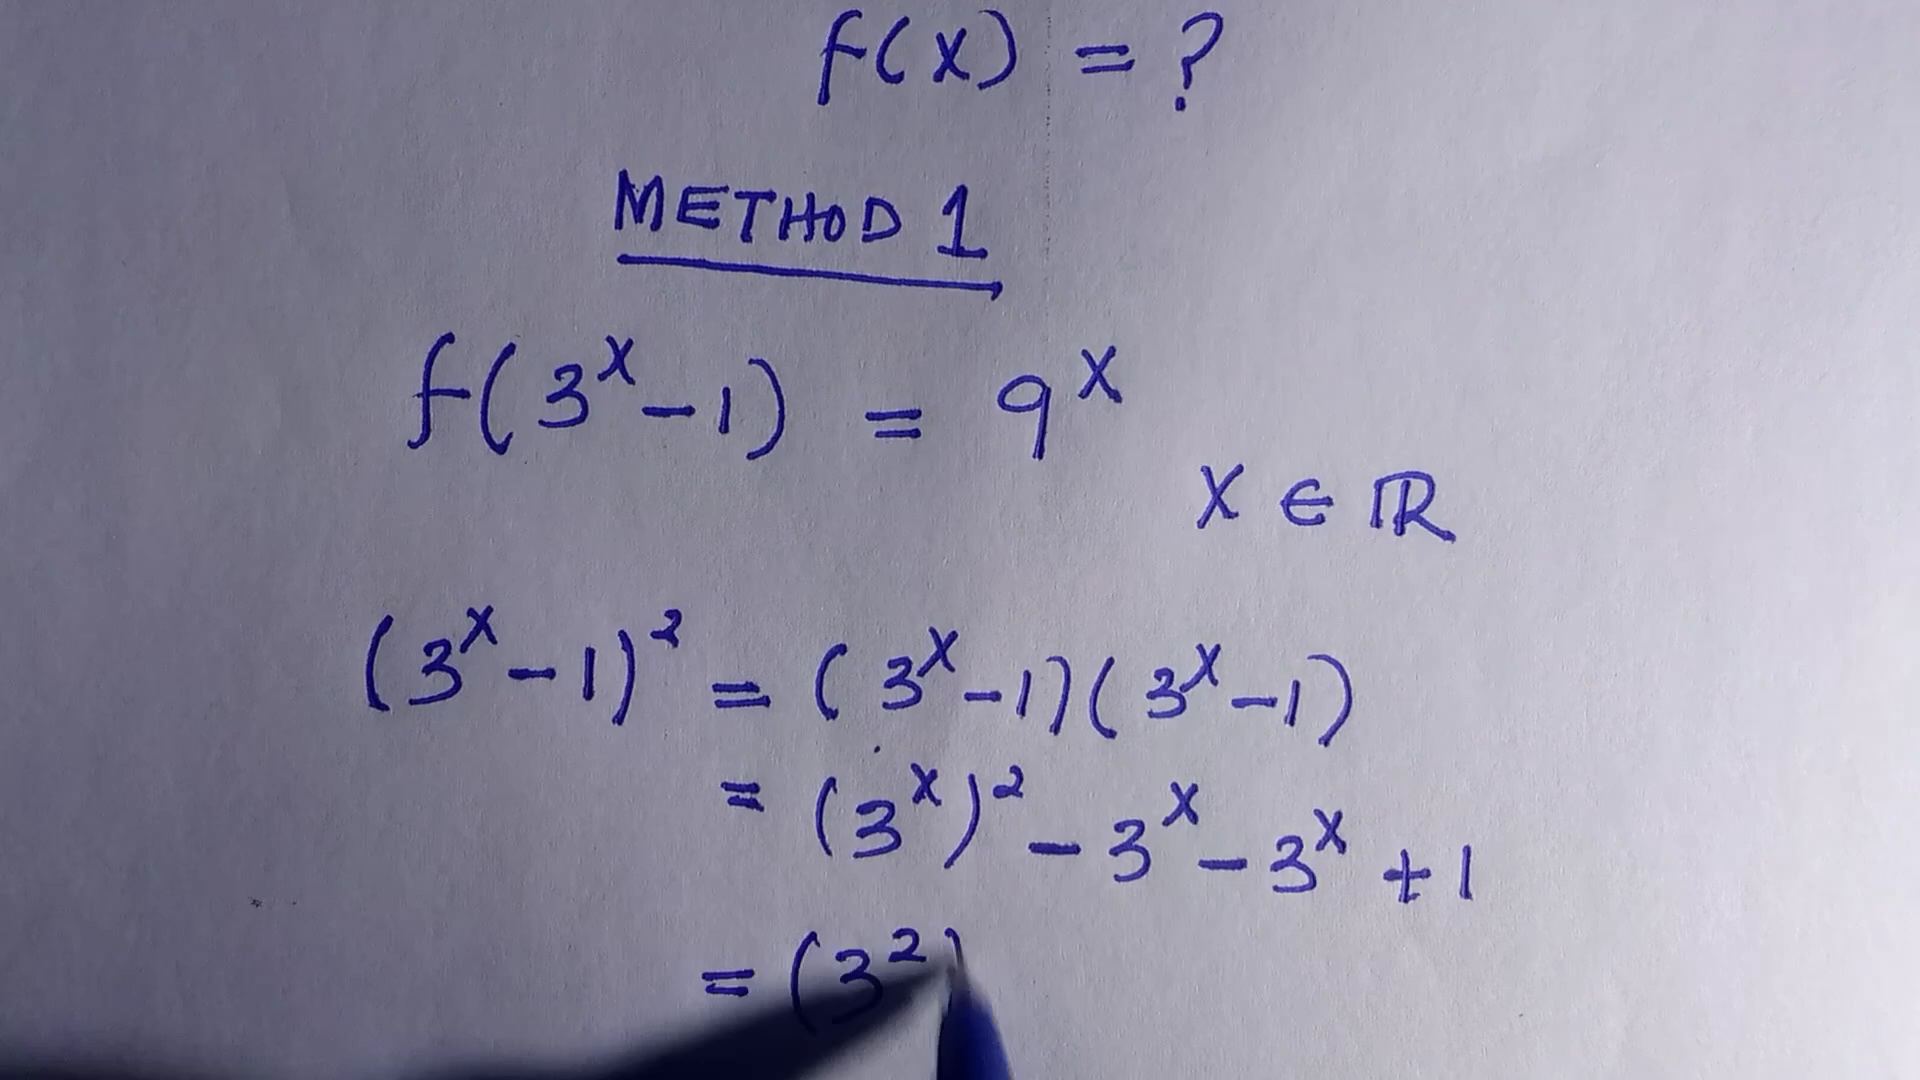 f(x) = ?
METHOD 1
f(3^x - 1) = 9^x
x ∈ ℝ
(3^x - 1)^2 = (3^x - 1)(3^x - 1)
= (3^x)^2 - 3^x - 3^x + 1
= (3^2)